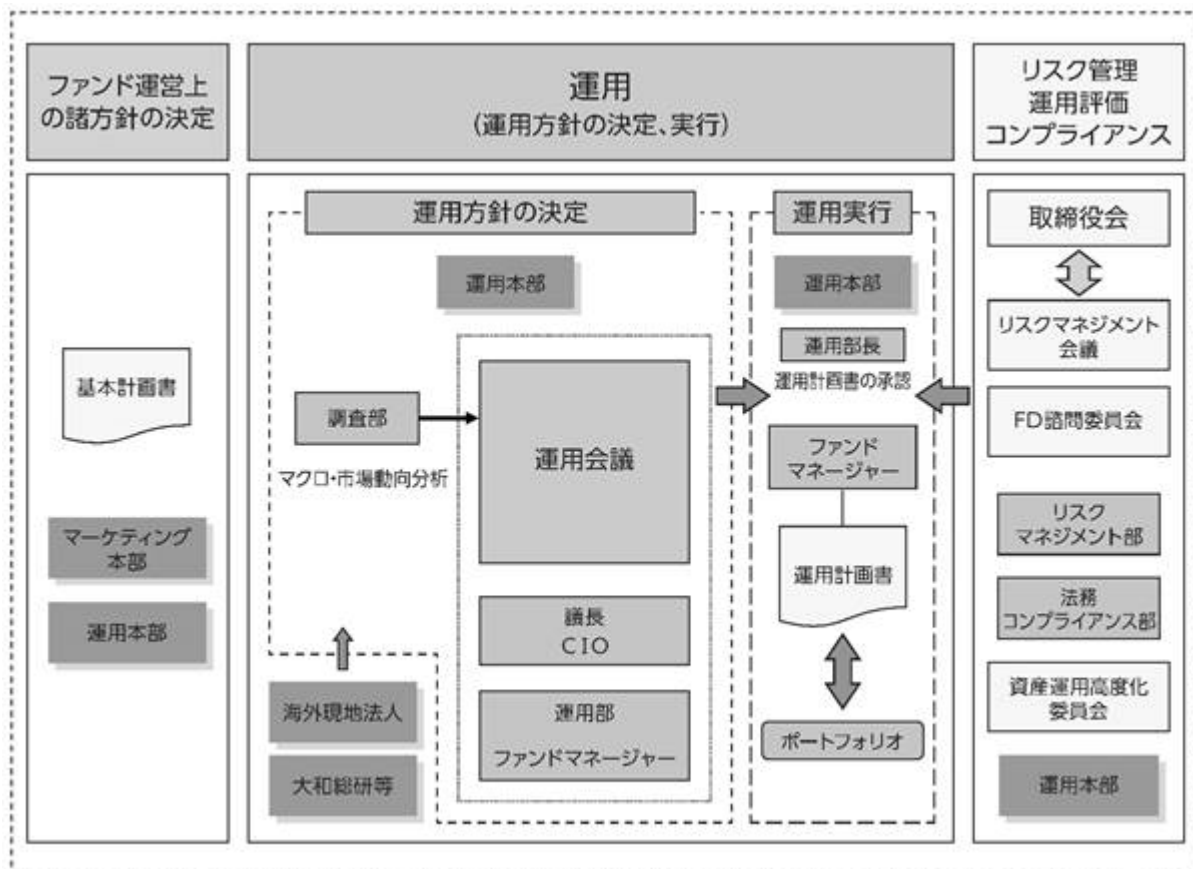 ファンド運営上
の諸方針の決定
運用
(運用方針の決定、実行)
リスク管理
運用評価
コンプライアンス
基本計画書
マーケティング
本部
運用本部
運用方針の決定
運用本部
調査部
マクロ・市場動向分析
運用会議
議長
CIO
運用部
ファンドマネージャー
海外現地法人
大和総研等
運用実行
運用本部
運用部長
運用計画書の承認
ファンド
マネージャー
運用計画書
ポートフォリオ
取締役会
リスクマネジメント
会議
FD諮問委員会
リスク
マネジメント部
法務
コンプライアンス部
資産運用高度化
委員会
運用本部